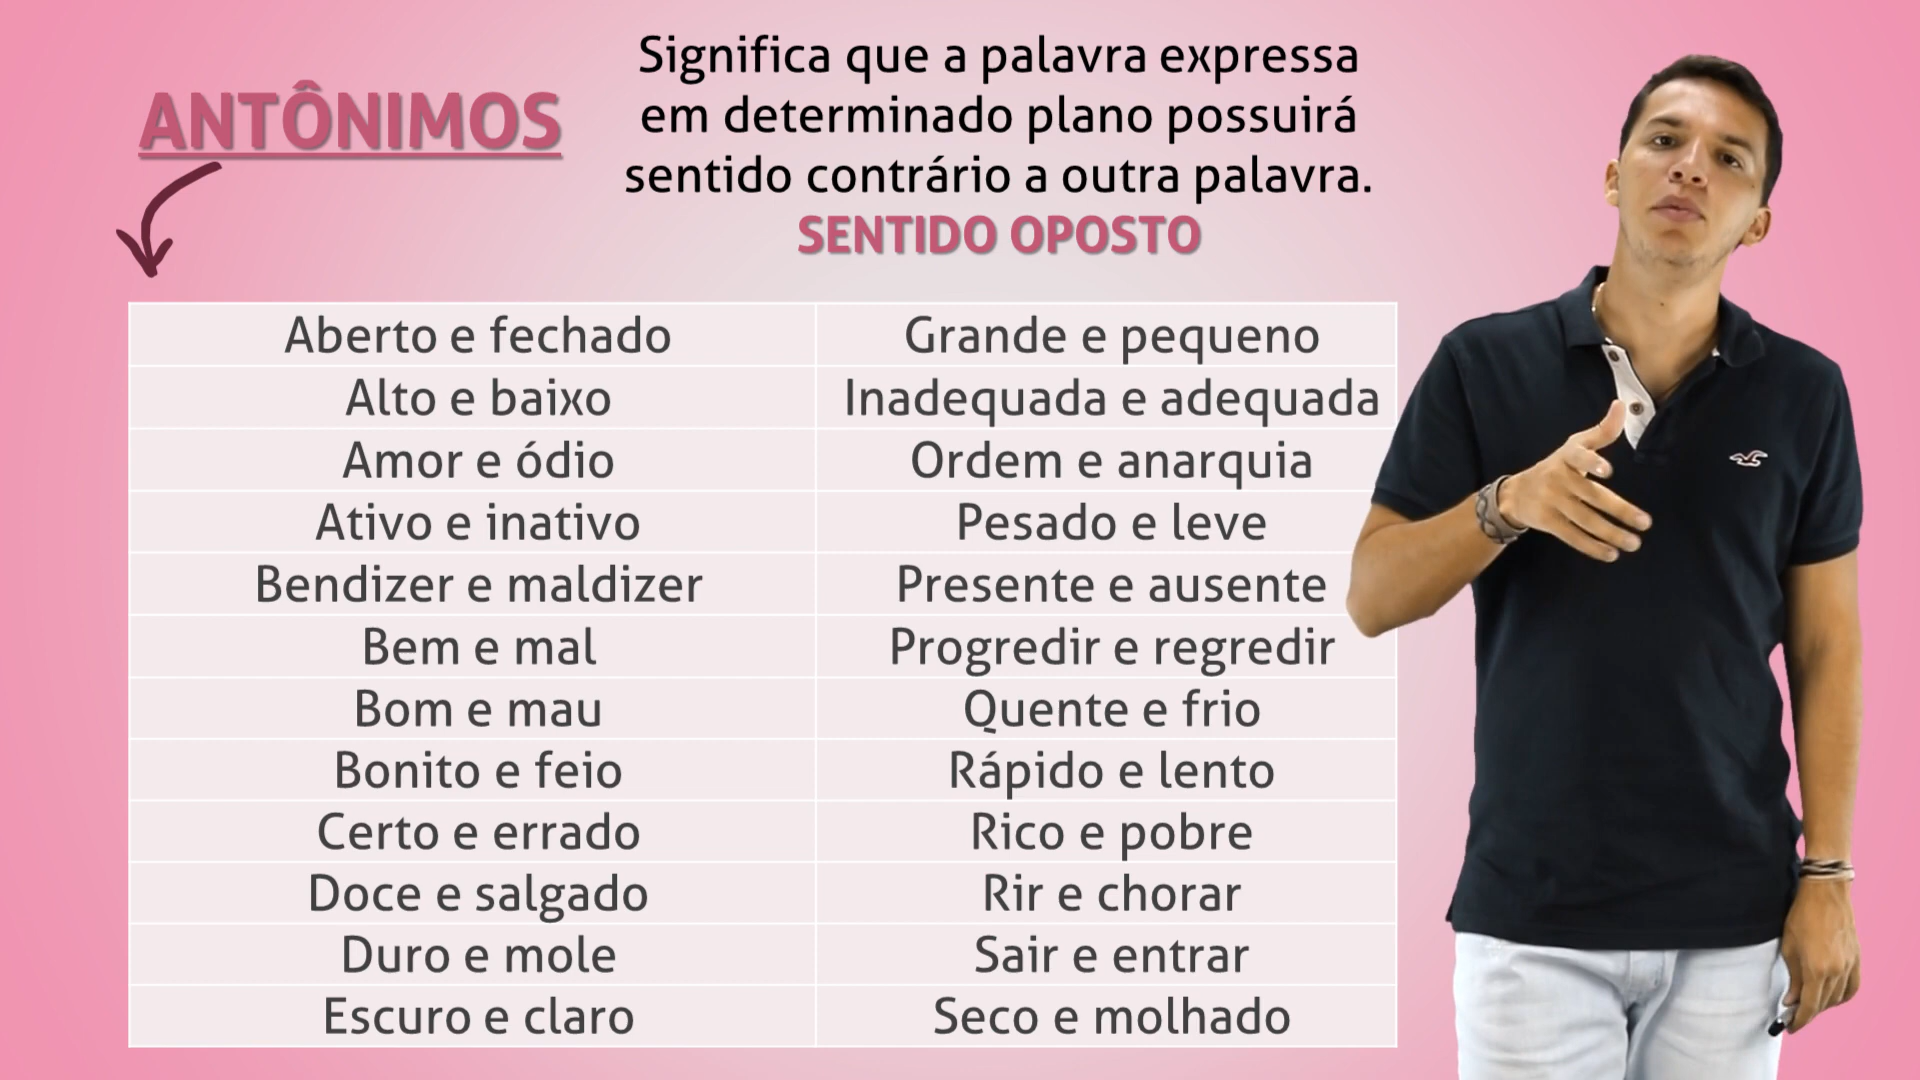 ANTÔNIMOS
Significa que a palavra expressa
em determinado plano possuirá
sentido contrário a outra palavra.
SENTIDO OPOSTO
Aberto e fechado
Grande e pequeno
Alto e baixo
Inadequada e adequada
Amor e ódio
Ordem e anarquia
Ativo e inativo
Pesado e leve
Bendizer e maldizer
Presente e ausente
Bem e mal
Progredir e regredir
Bom e mau
Quente e frio
Bonito e feio
Rápido e lento
Certo e errado
Rico e pobre
Doce e salgado
Rir e chorar
Duro e mole
Sair e entrar
Escuro e claro
Seco e molhado